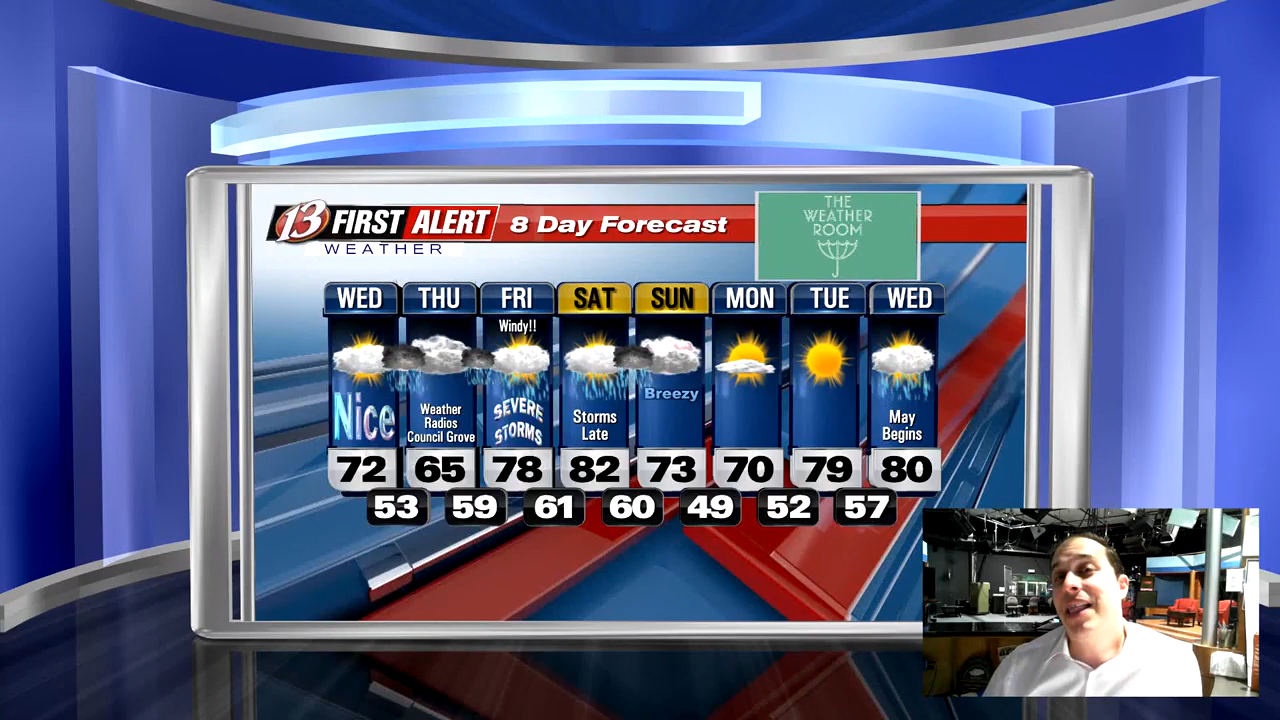 13 FIRST ALERT
WEATHER
8 Day Forecast
THE
WEATHER
ROOM
WED THU FRI SAT SUN MON TUE WED
Windy!!
Nice
Weather
Radios
Council Grove
SEVERE
STORMS
Storms
Late
Breezy
May
Begins
72 65 78 82 73 70 79 80
53 59 61 60 49 52 57